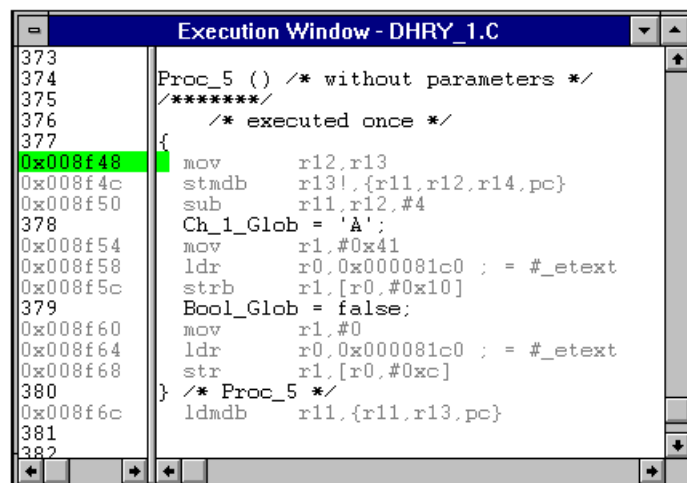 Execution Window - DHRY_1.C
373
374 Proc_5 () /* without parameters */
375 /*******/
376 /* executed once */
377 {
0x008f48 mov r12,r13
0x008f4c stmdb r13!,{r11,r12,r14,pc}
0x008f50 sub r11,r12,#4
378 Ch_1_Glob = 'A';
0x008f54 mov r1,#0x41
0x008f58 ldr r0,0x000081c0 ; = #_etext
0x008f5c strb r1,[r0,#0x10]
379 Bool_Glob = false;
0x008f60 mov r1,#0
0x008f64 ldr r0,0x000081c0 ; = #_etext
0x008f68 str r1,[r0,#0xc]
380 } /* Proc_5 */
0x008f6c ldmdb r11,{r11,r13,pc}
381
382